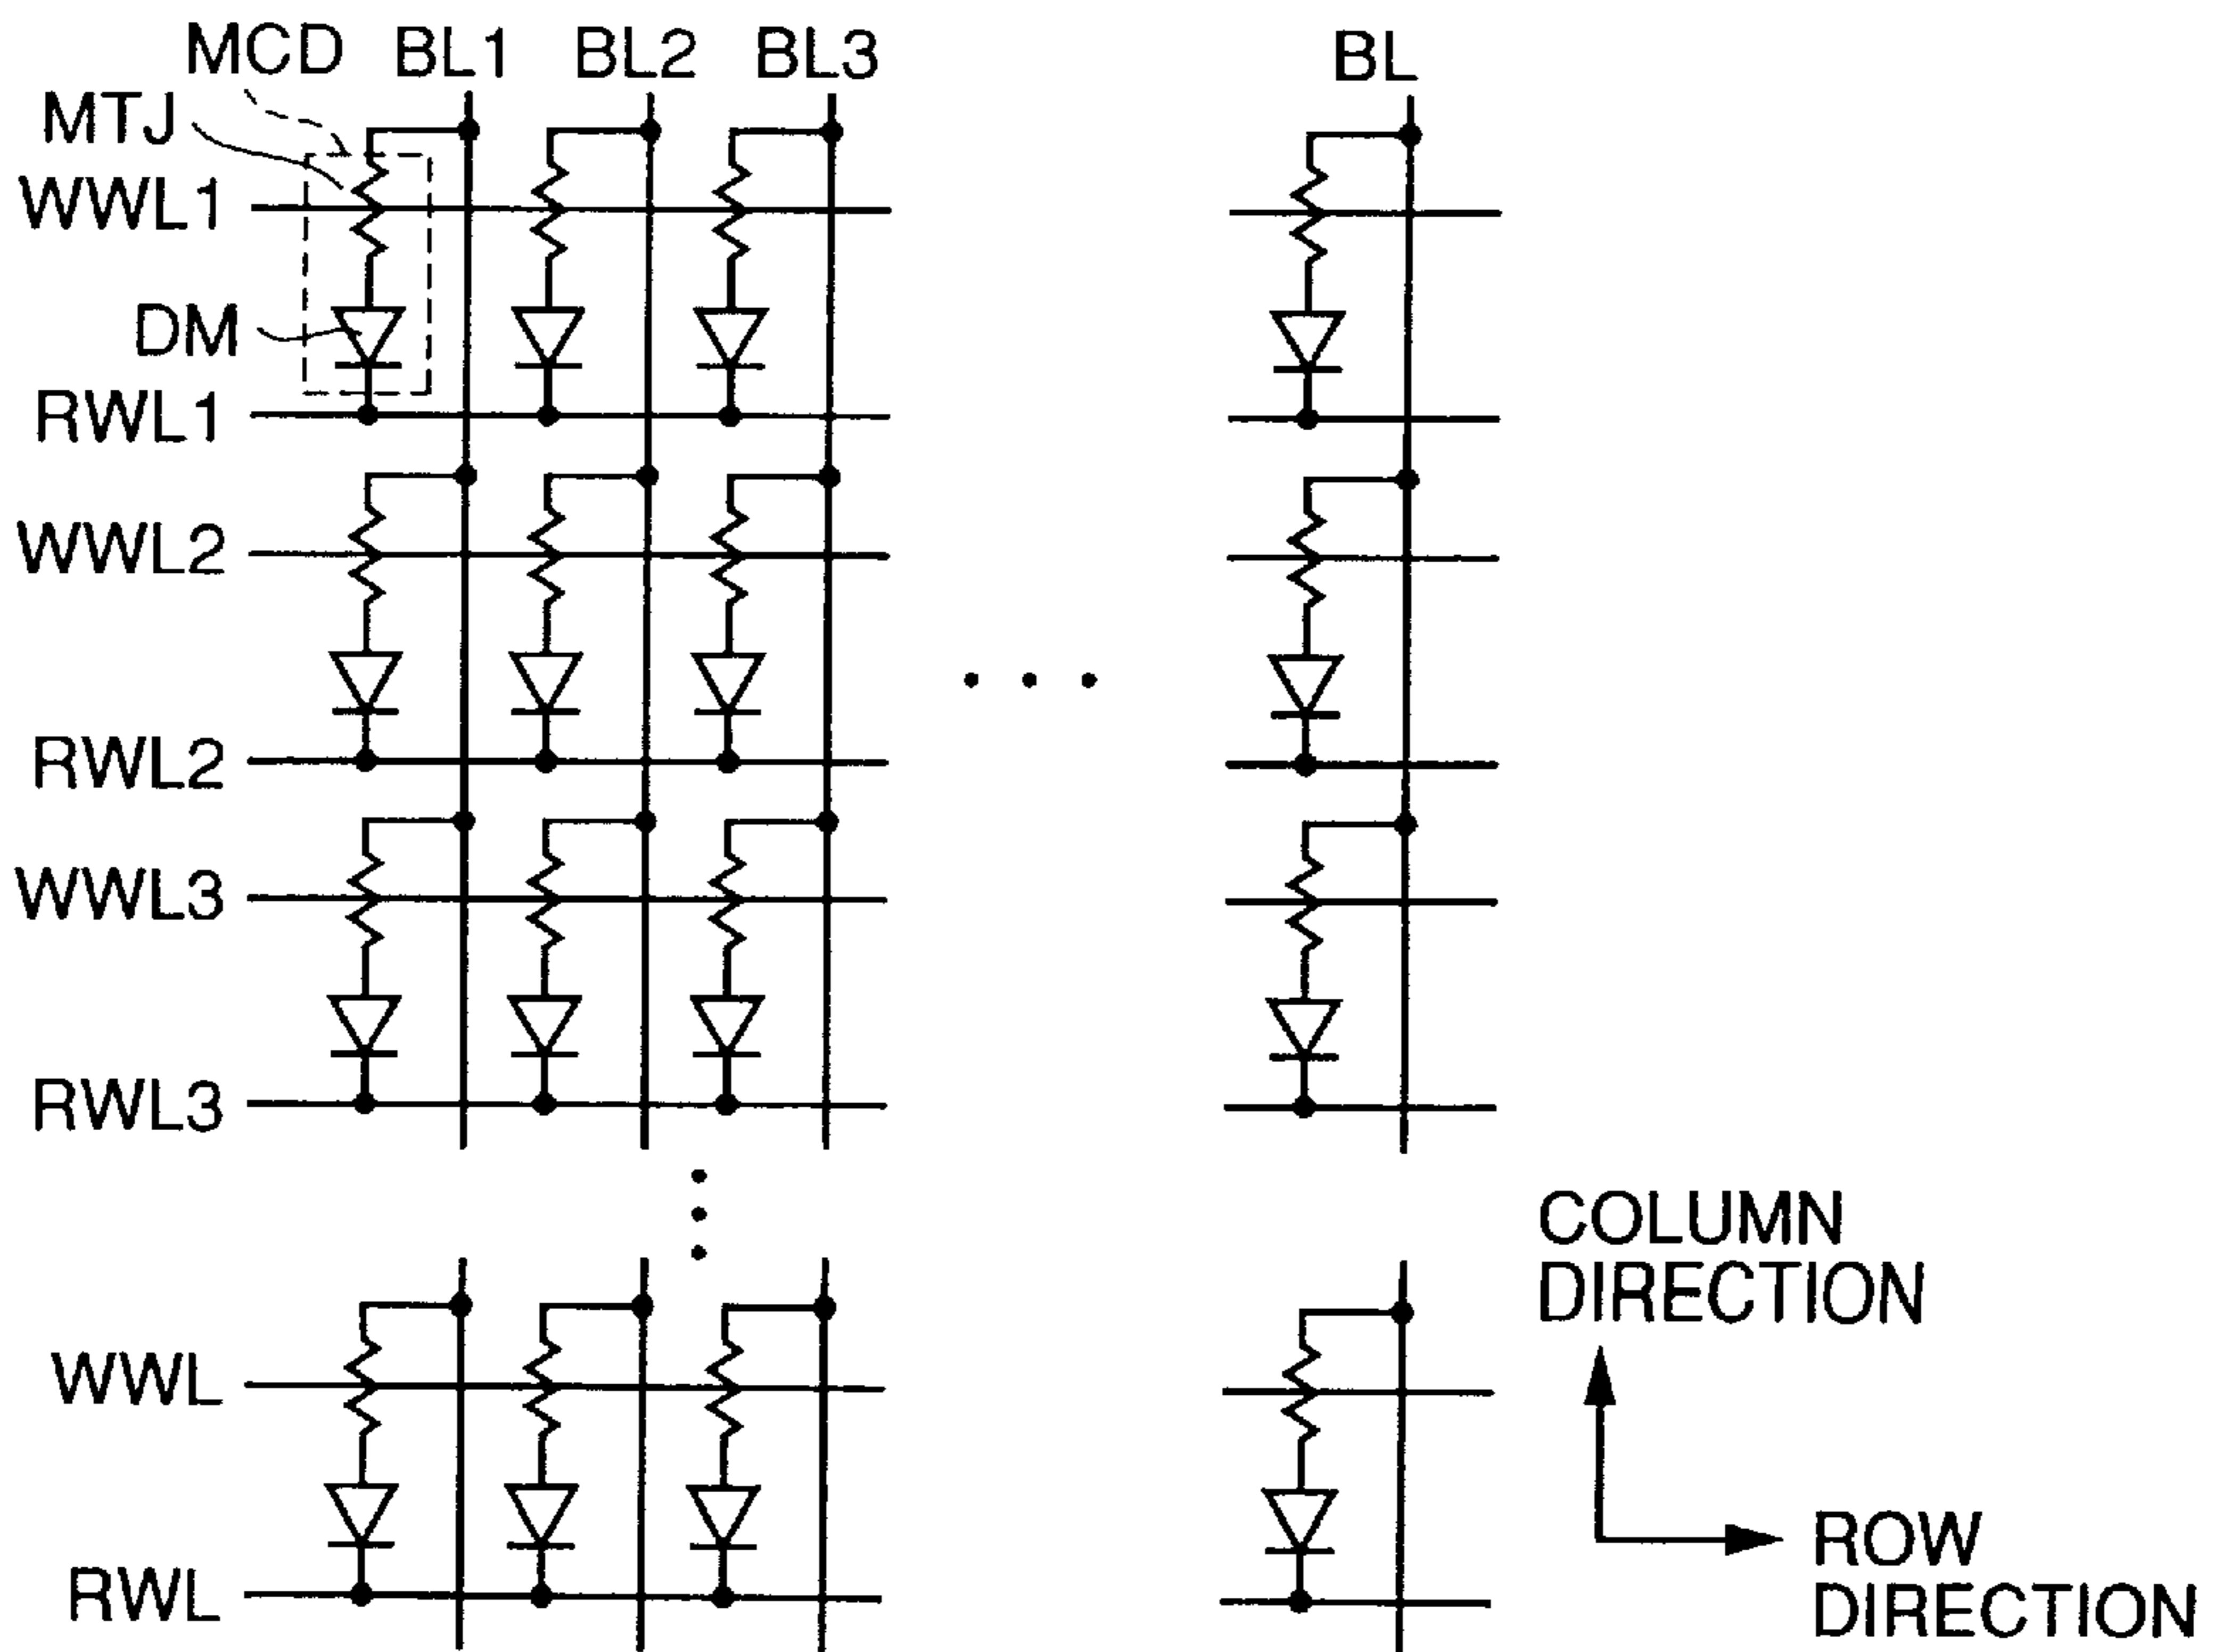 MCD
BL1
BL2
BL3
BL
MTJ
WWL1
DM
RWL1
WWL2
RWL2
WWL3
RWL3
COLUMN
DIRECTION
WWL
ROW
DIRECTION
RWL